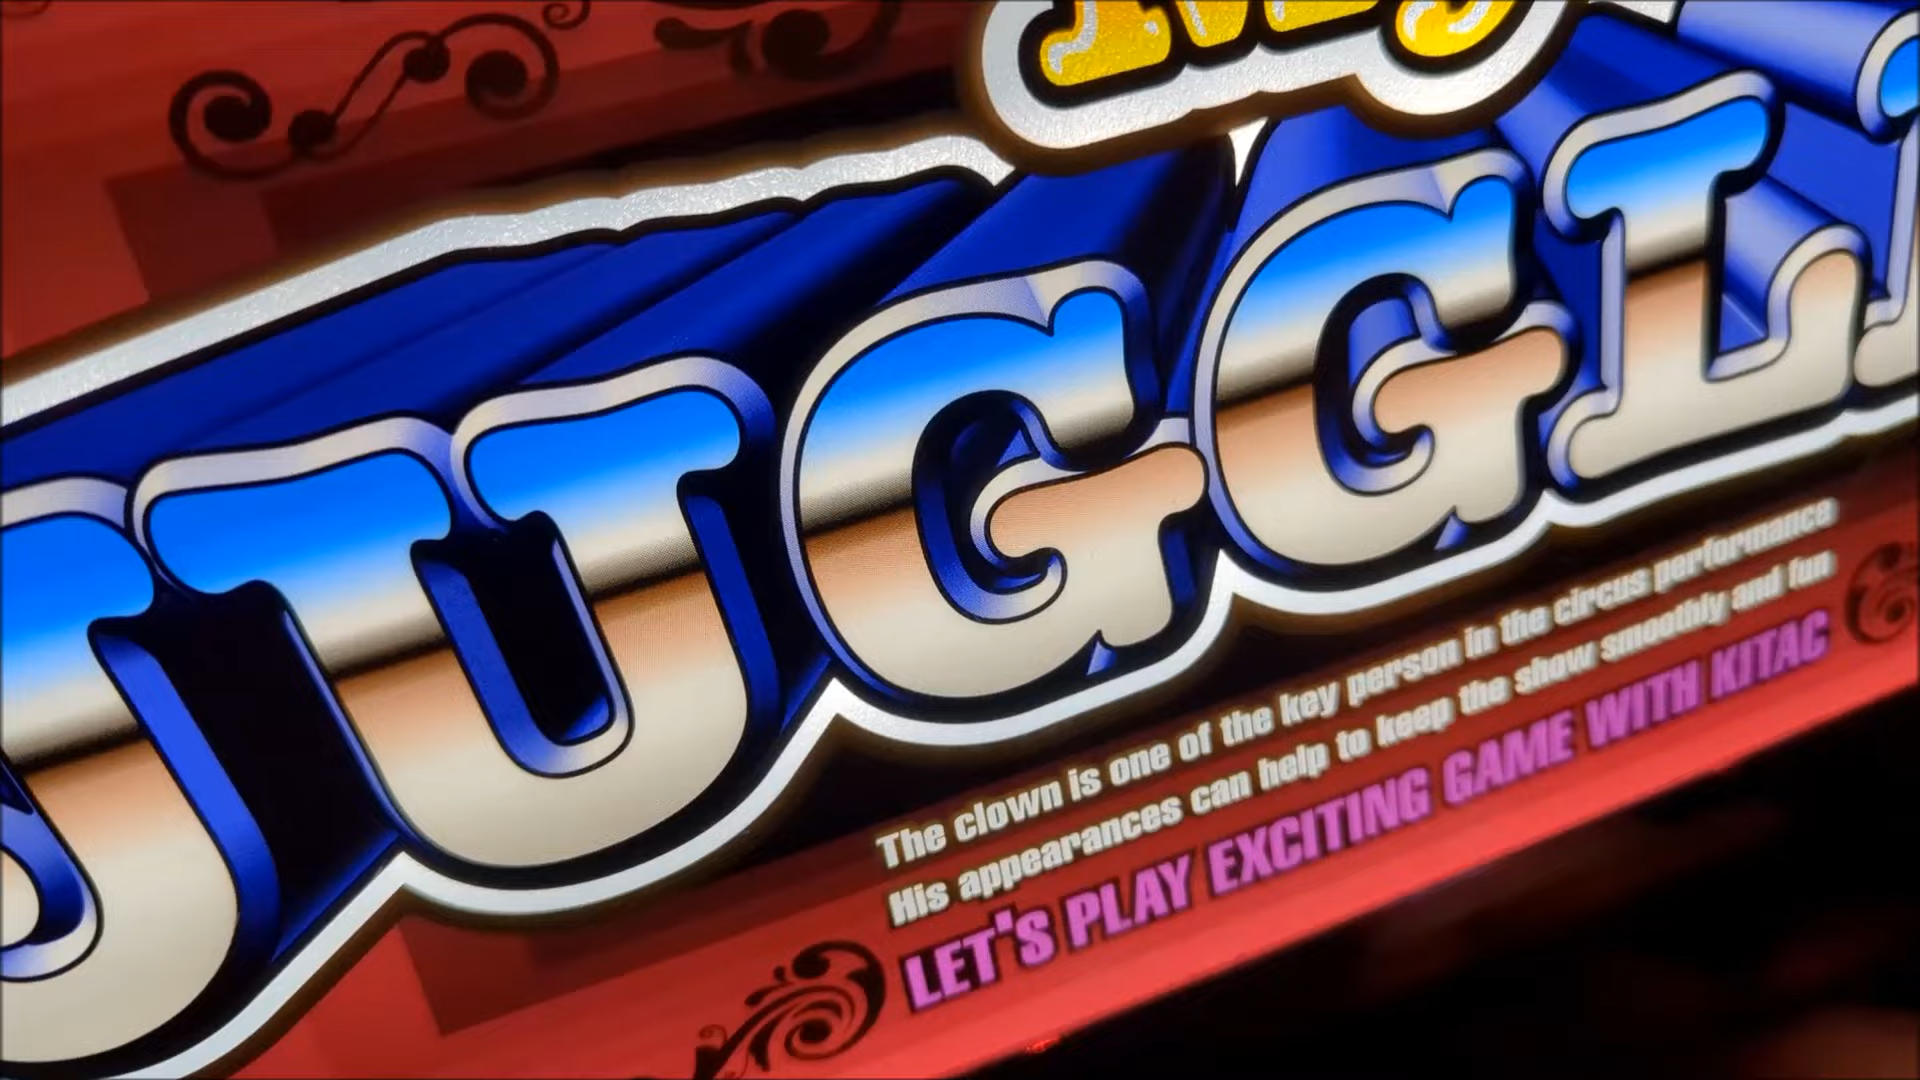 My
JUGGL
The clown is one of the key person in the circus performance
His appearances can help to keep the show smoothly and fun
LET'S PLAY EXCITING GAME WITH KITAC